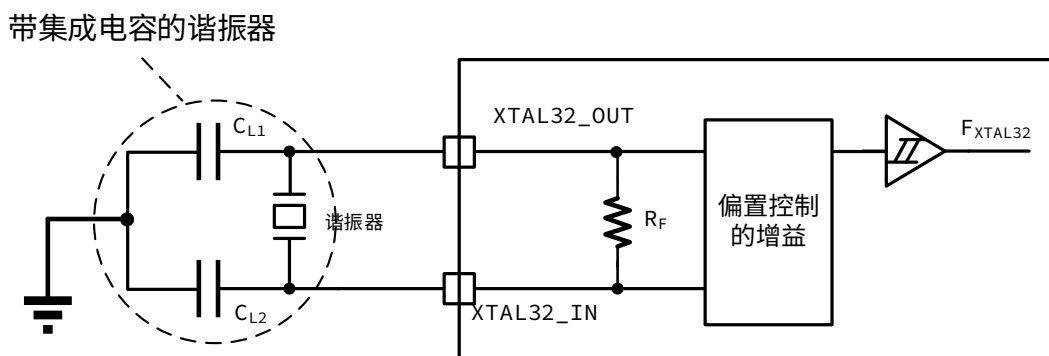 带集成电容的谐振器
XTAL32_OUT
CL1
FXTAL32
谐振器
RF
偏置控制
的增益
CL2
XTAL32_IN